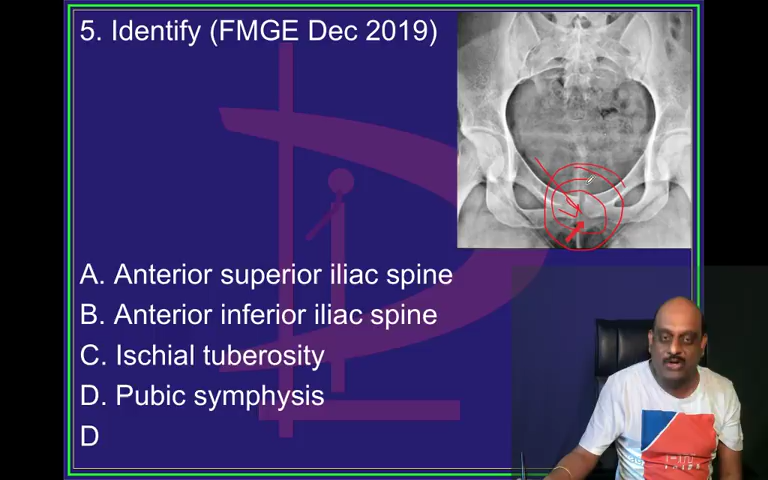 5. Identify (FMGE Dec 2019)
A. Anterior superior iliac spine
B. Anterior inferior iliac spine
C. Ischial tuberosity
D. Pubic symphysis
D